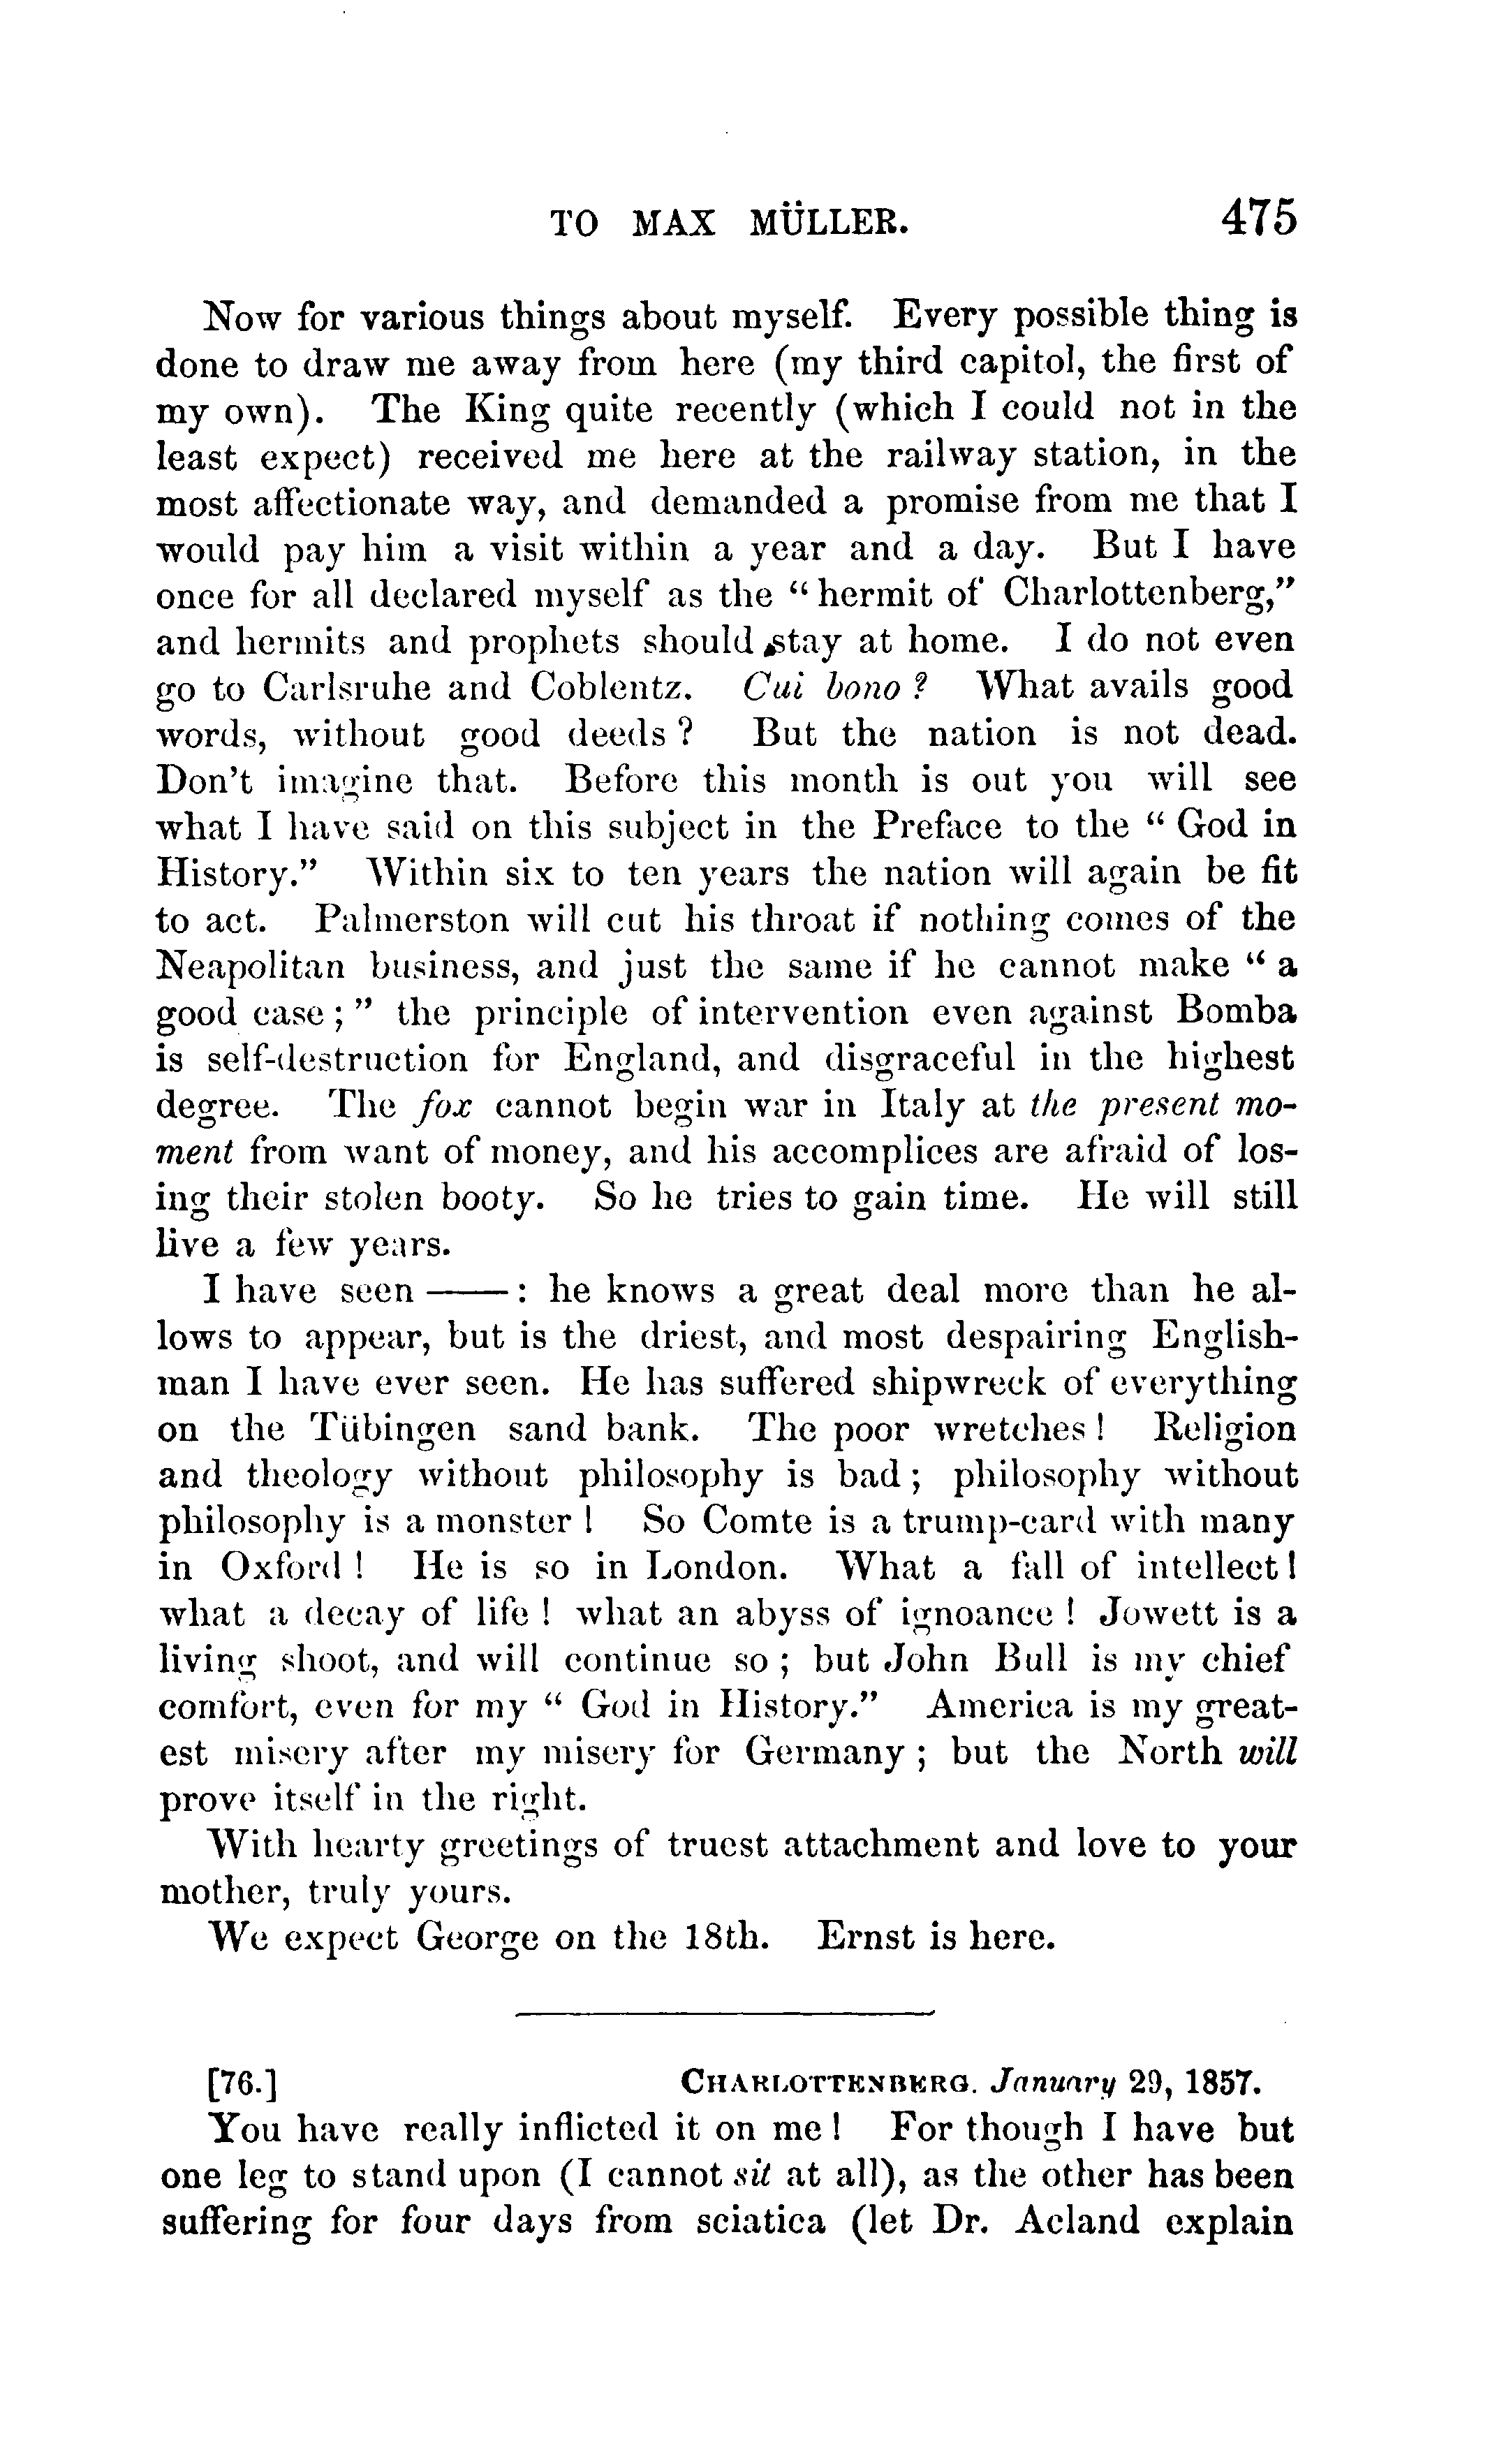 TO MAX MÜLLER. 475
Now for various things about myself. Every possible thing is
done to draw me away from here (my third capitol, the first of
my own). The King quite recently (which I could not in the
least expect) received me here at the railway station, in the
most affectionate way, and demanded a promise from me that I
would pay him a visit within a year and a day. But I have
once for all declared myself as the “hermit of Charlottenberg,”
and hermits and prophets should stay at home. I do not even
go to Carlsruhe and Coblentz. Cui bono? What avails good
words, without good deeds? But the nation is not dead.
Don't imagine that. Before this month is out you will see
what I have said on this subject in the Preface to the “God in
History.” Within six to ten years the nation will again be fit
to act. Palmerston will cut his throat if nothing comes of the
Neapolitan business, and just the same if he cannot make “a
good case;” the principle of intervention even against Bomba
is self-destruction for England, and disgraceful in the highest
degree. The fox cannot begin war in Italy at the present mo-
ment from want of money, and his accomplices are afraid of los-
ing their stolen booty. So he tries to gain time. He will still
live a few years.
I have seen ——: he knows a great deal more than he al-
lows to appear, but is the driest, and most despairing English-
man I have ever seen. He has suffered shipwreck of everything
on the Tübingen sand bank. The poor wretches! Religion
and theology without philosophy is bad; philosophy without
philosophy is a monster! So Comte is a trump-card with many
in Oxford! He is so in London. What a fall of intellect!
what a decay of life! what an abyss of ignoance! Jowett is a
living shoot, and will continue so; but John Bull is my chief
comfort, even for my “God in History.” America is my great-
est misery after my misery for Germany; but the North will
prove itself in the right.
With hearty greetings of truest attachment and love to your
mother, truly yours.
We expect George on the 18th. Ernst is here.
[76.] CHARLOTTENBERG. January 29, 1857.
You have really inflicted it on me! For though I have but
one leg to stand upon (I cannot sit at all), as the other has been
suffering for four days from sciatica (let Dr. Acland explain